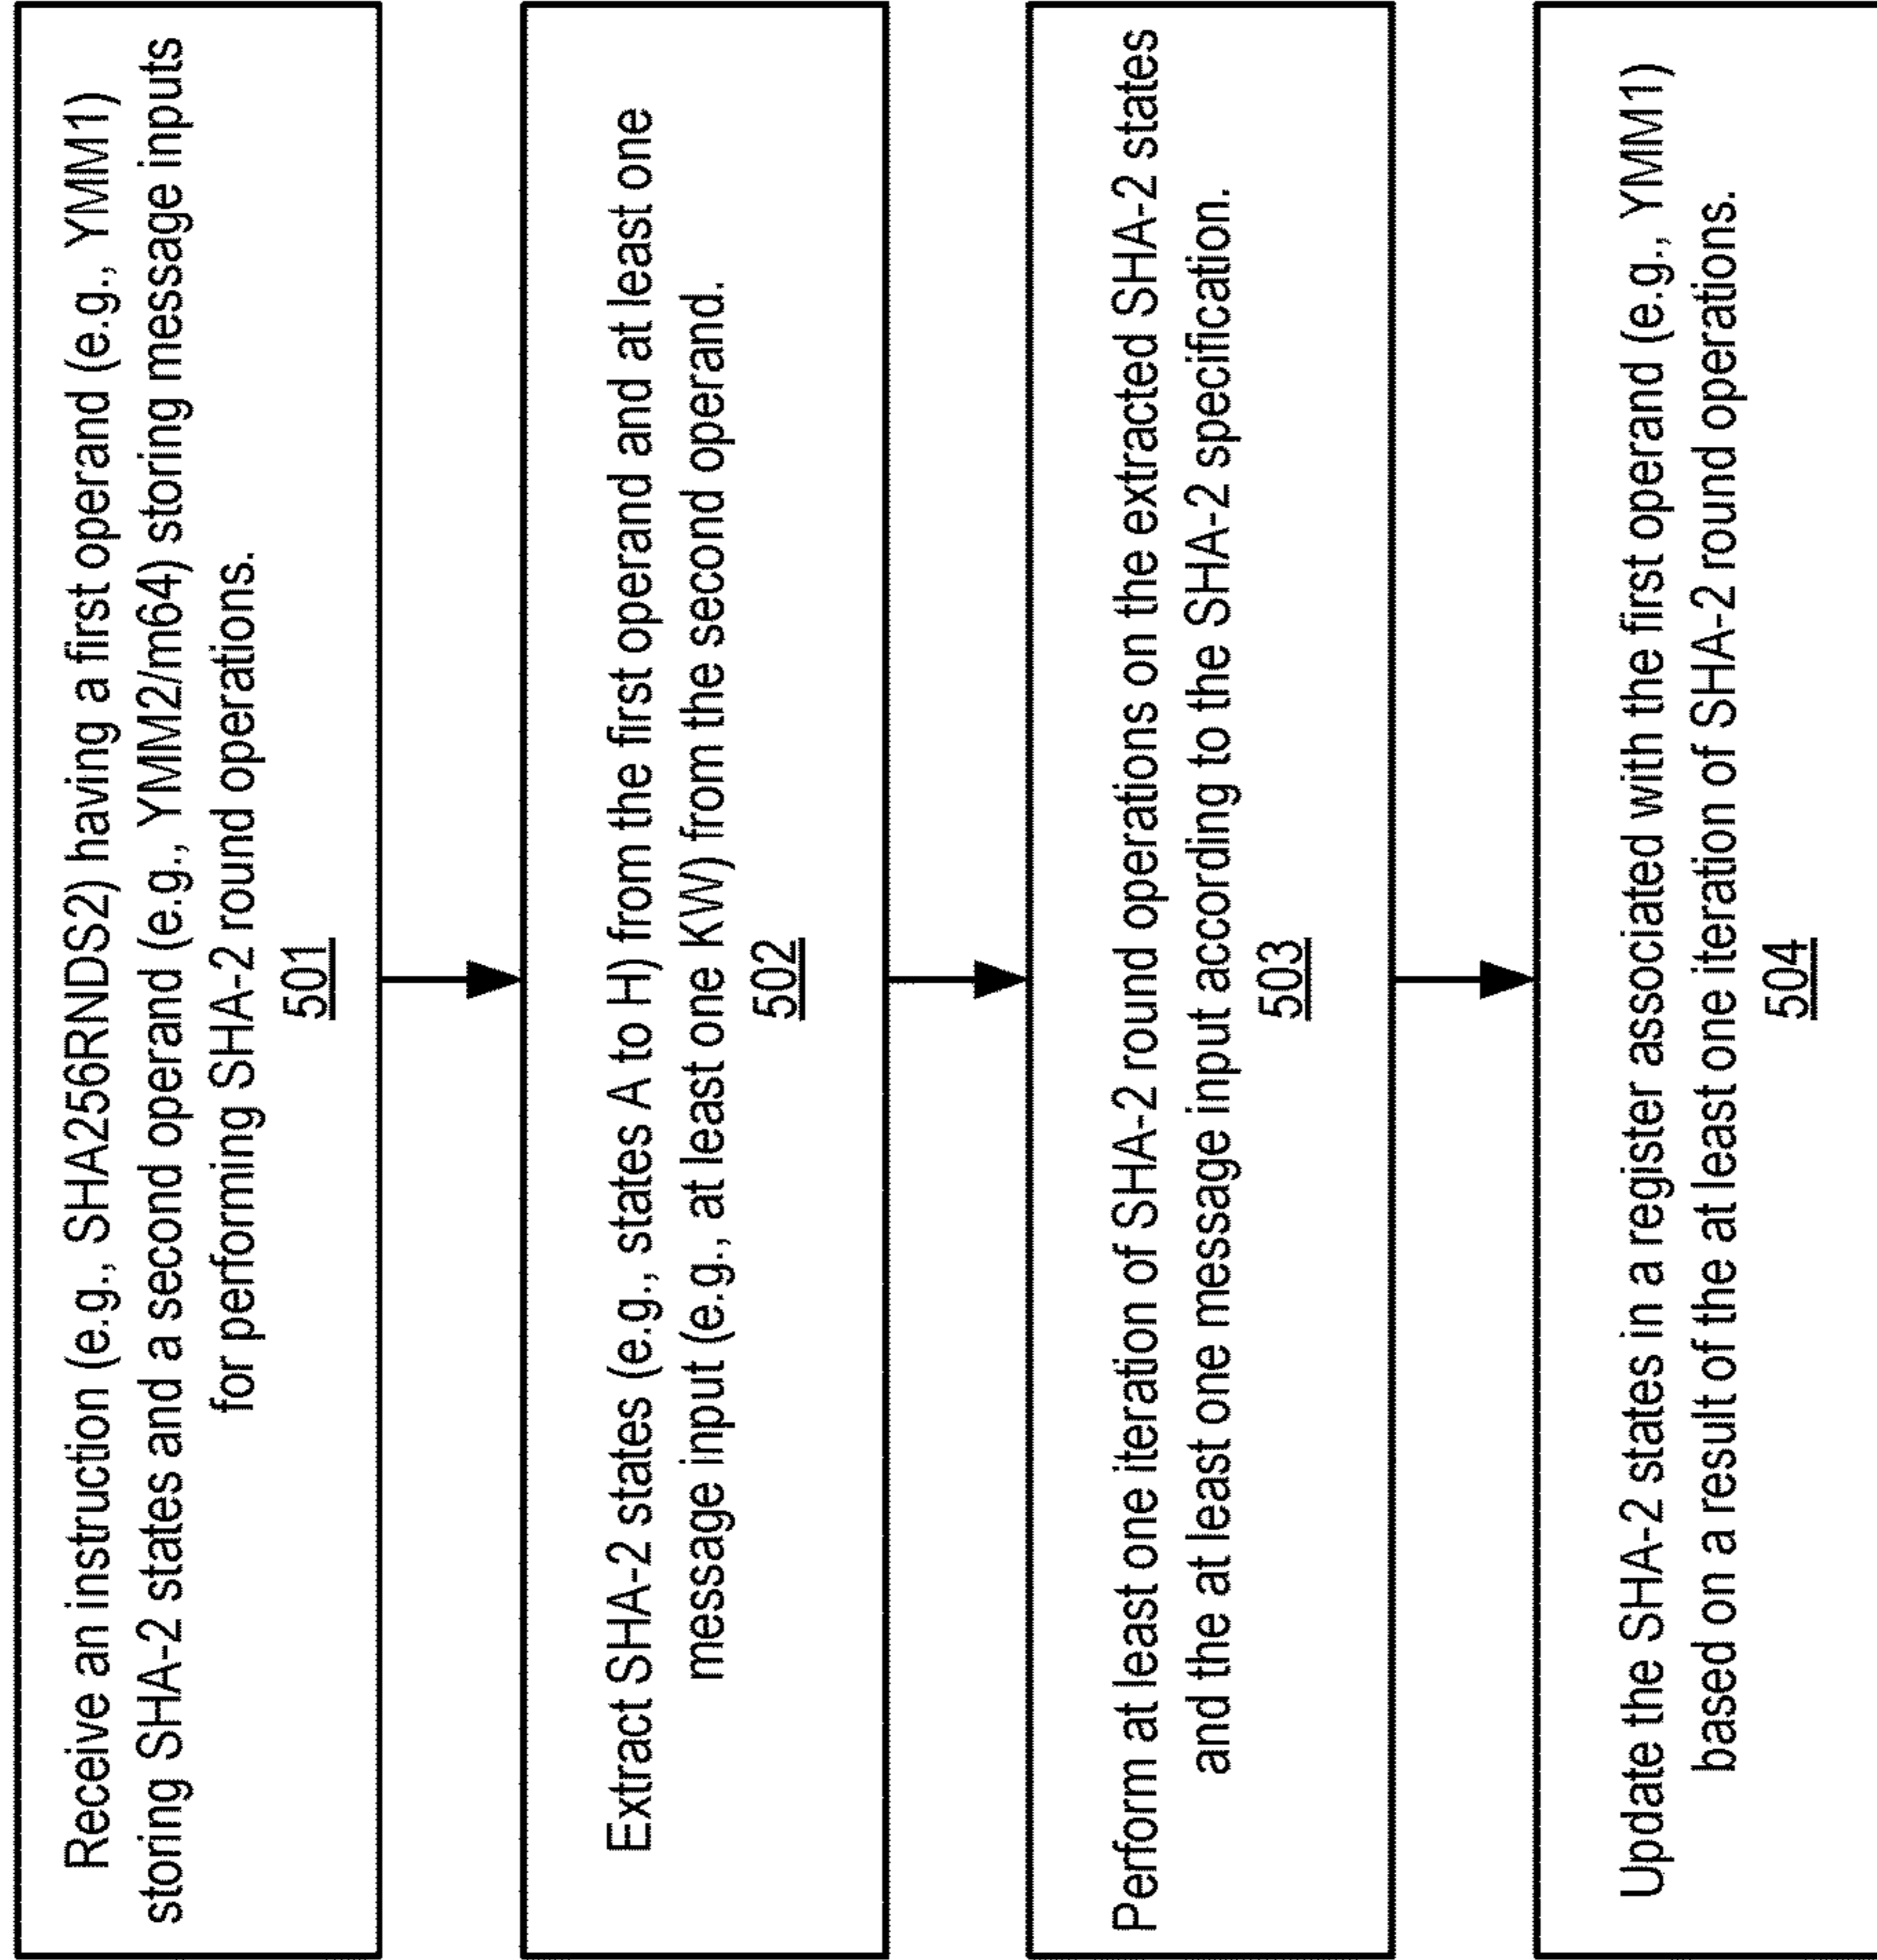 Receive an instruction (e.g., SHA256RNDS2) having a first operand (e.g., YMM1)
storing SHA-2 states and a second operand (e.g., YMM2/m64) storing message inputs
for performing SHA-2 round operations.
501
Extract SHA-2 states (e.g., states A to H) from the first operand and at least one
message input (e.g., at least one KW) from the second operand.
502
Perform at least one iteration of SHA-2 round operations on the extracted SHA-2 states
and the at least one message input according to the SHA-2 specification.
503
Update the SHA-2 states in a register associated with the first operand (e.g., YMM1)
based on a result of the at least one iteration of SHA-2 round operations.
504